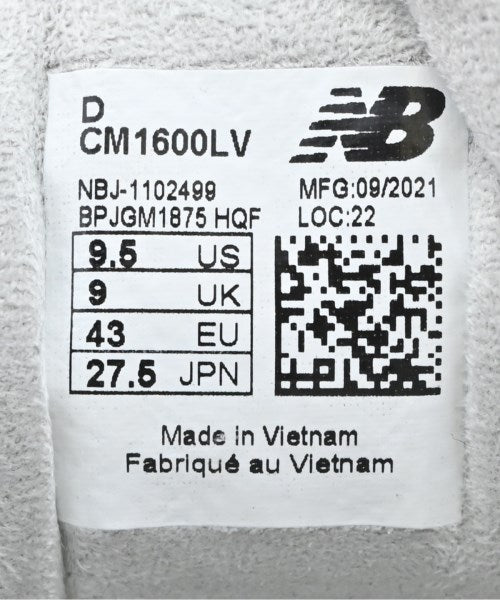 D
CM1600LV
NB
NBJ-1102499
MFG:09/2021
BPJGM1875 HQF
LOC:22
9.5 US
9 UK
43 EU
27.5 JPN
Made in Vietnam
Fabriqué au Vietnam